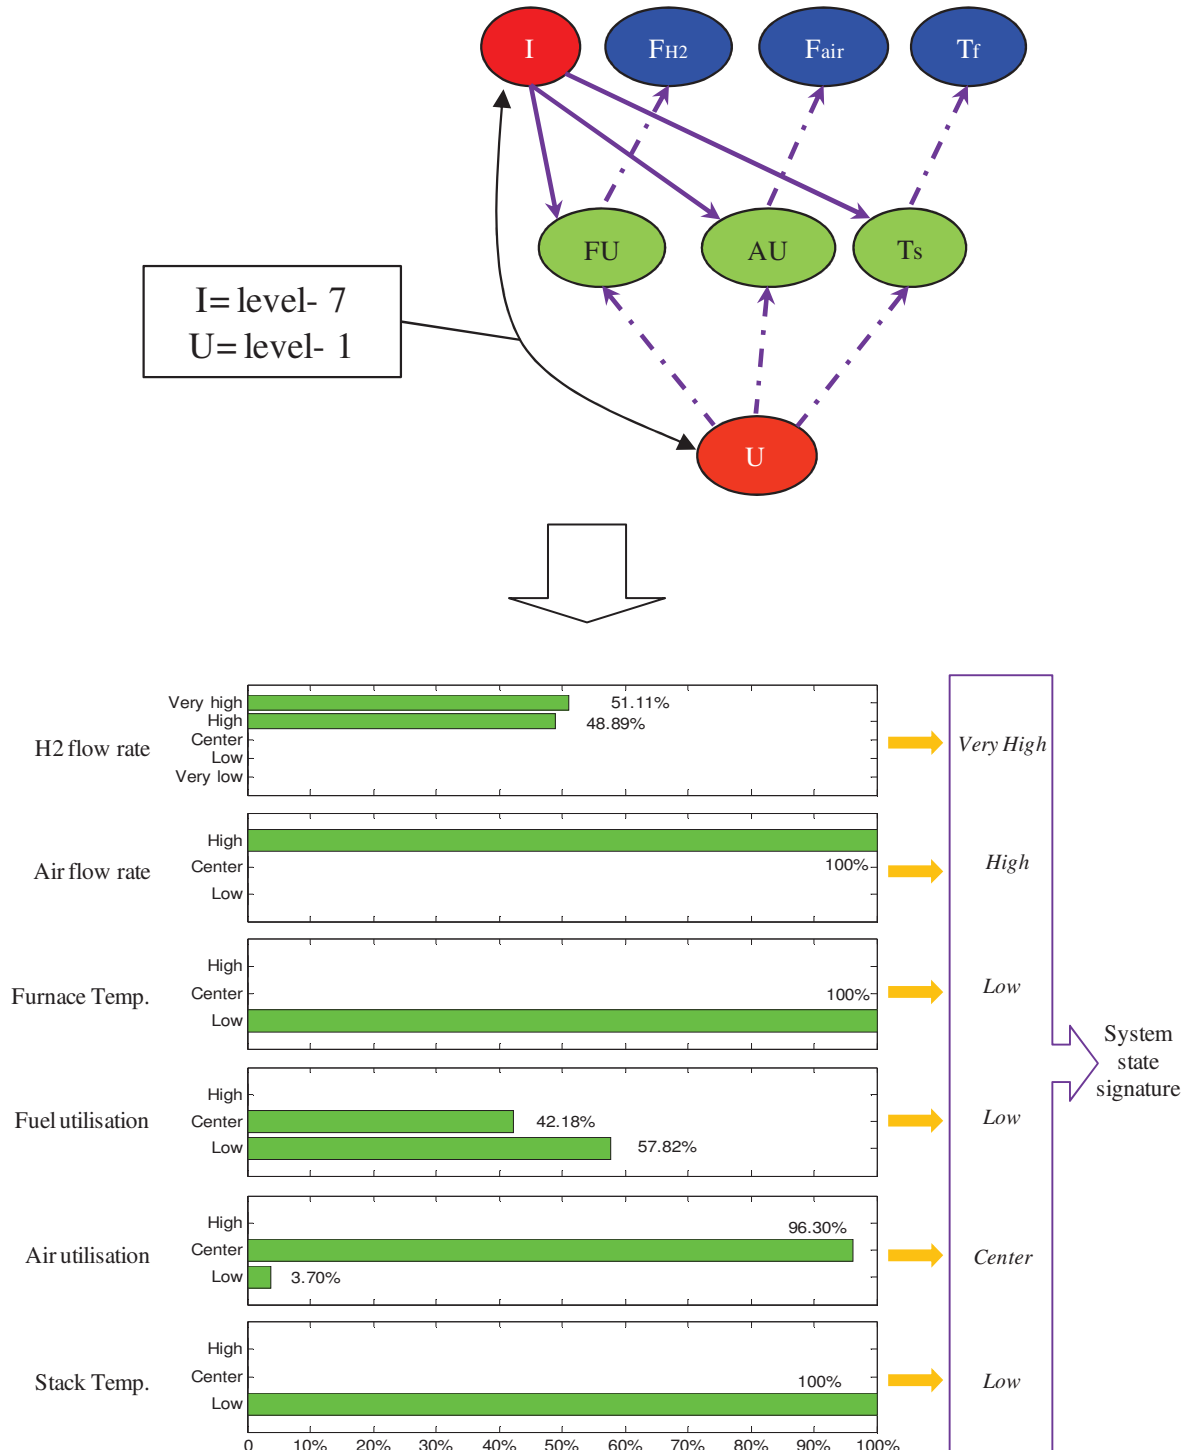 I
FH2
Fair
Tf
FU
AU
Ts
I= level- 7
U= level- 1
U
H2 flow rate
Very high
High
Center
Low
Very low
51.11%
48.89%
Very High
Air flow rate
High
Center
Low
100%
High
Furnace Temp.
High
Center
Low
100%
Low
System
state
signature
Fuel utilisation
High
Center
Low
42.18%
57.82%
Low
Air utilisation
High
Center
Low
96.30%
3.70%
Center
Stack Temp.
High
Center
Low
100%
Low
0 10% 20% 30% 40% 50% 60% 70% 80% 90% 100%